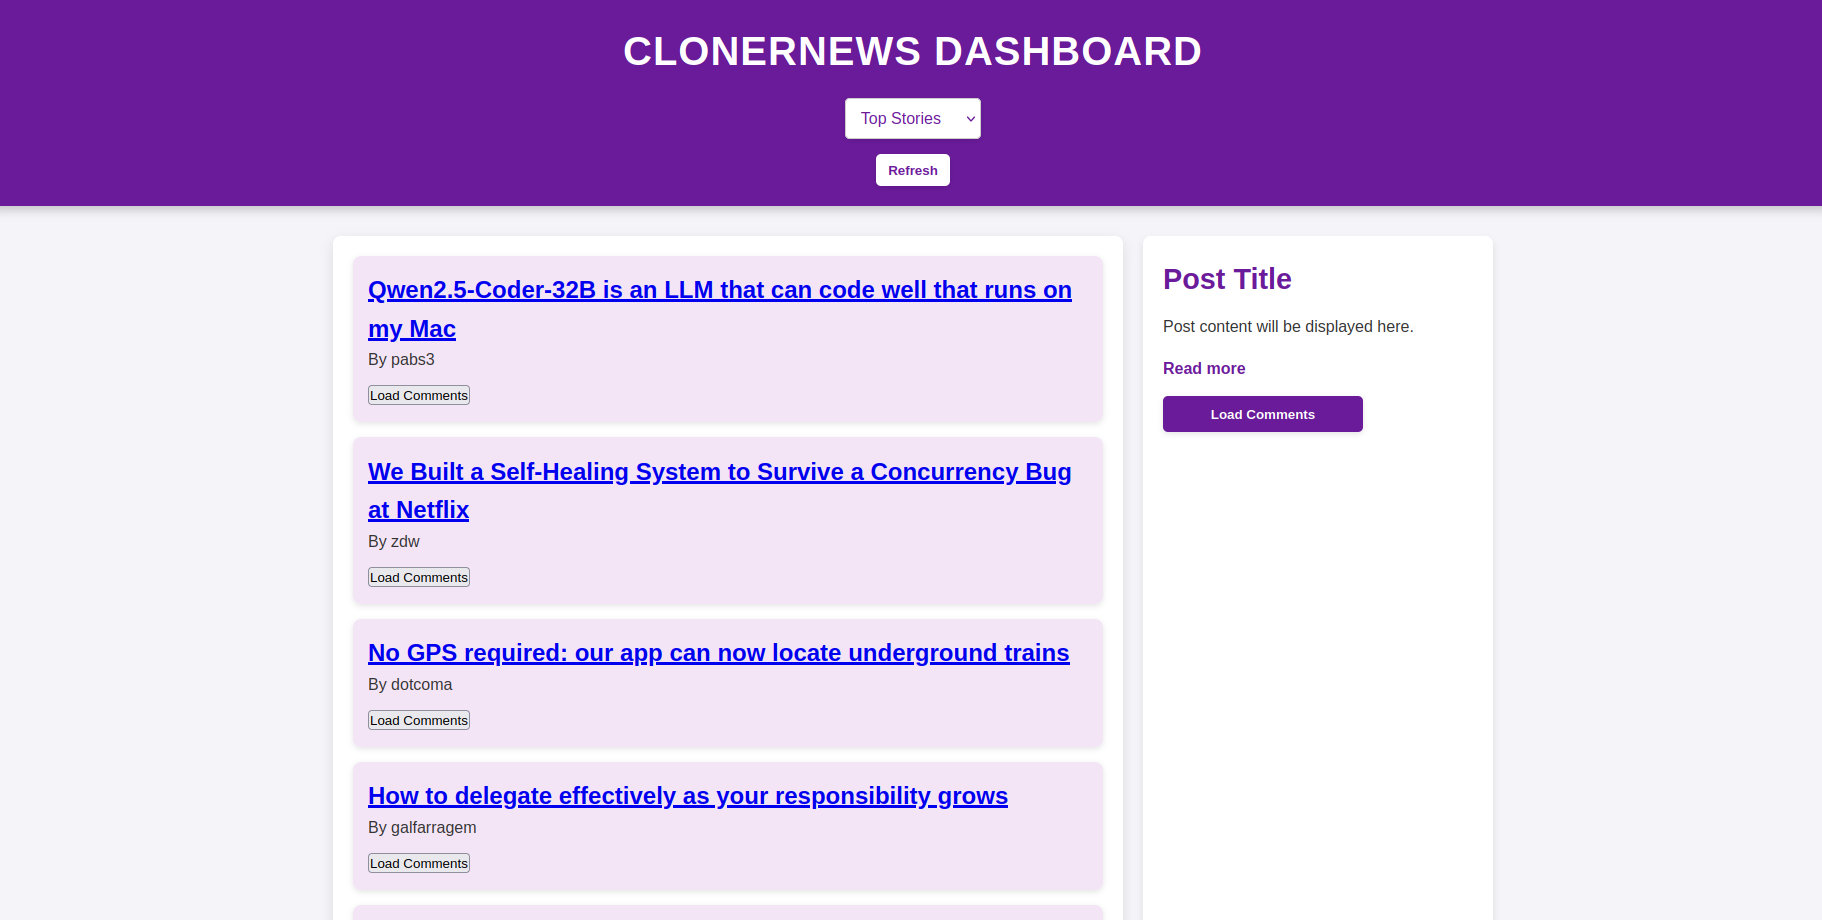 CLONERNEWS DASHBOARD
Top Stories
Refresh
Qwen2.5-Coder-32B is an LLM that can code well that runs on
my Mac
By pabs3
Load Comments
We Built a Self-Healing System to Survive a Concurrency Bug
at Netflix
By zdw
Load Comments
No GPS required: our app can now locate underground trains
By dotcoma
Load Comments
How to delegate effectively as your responsibility grows
By galfarragem
Load Comments
Post Title
Post content will be displayed here.
Read more
Load Comments